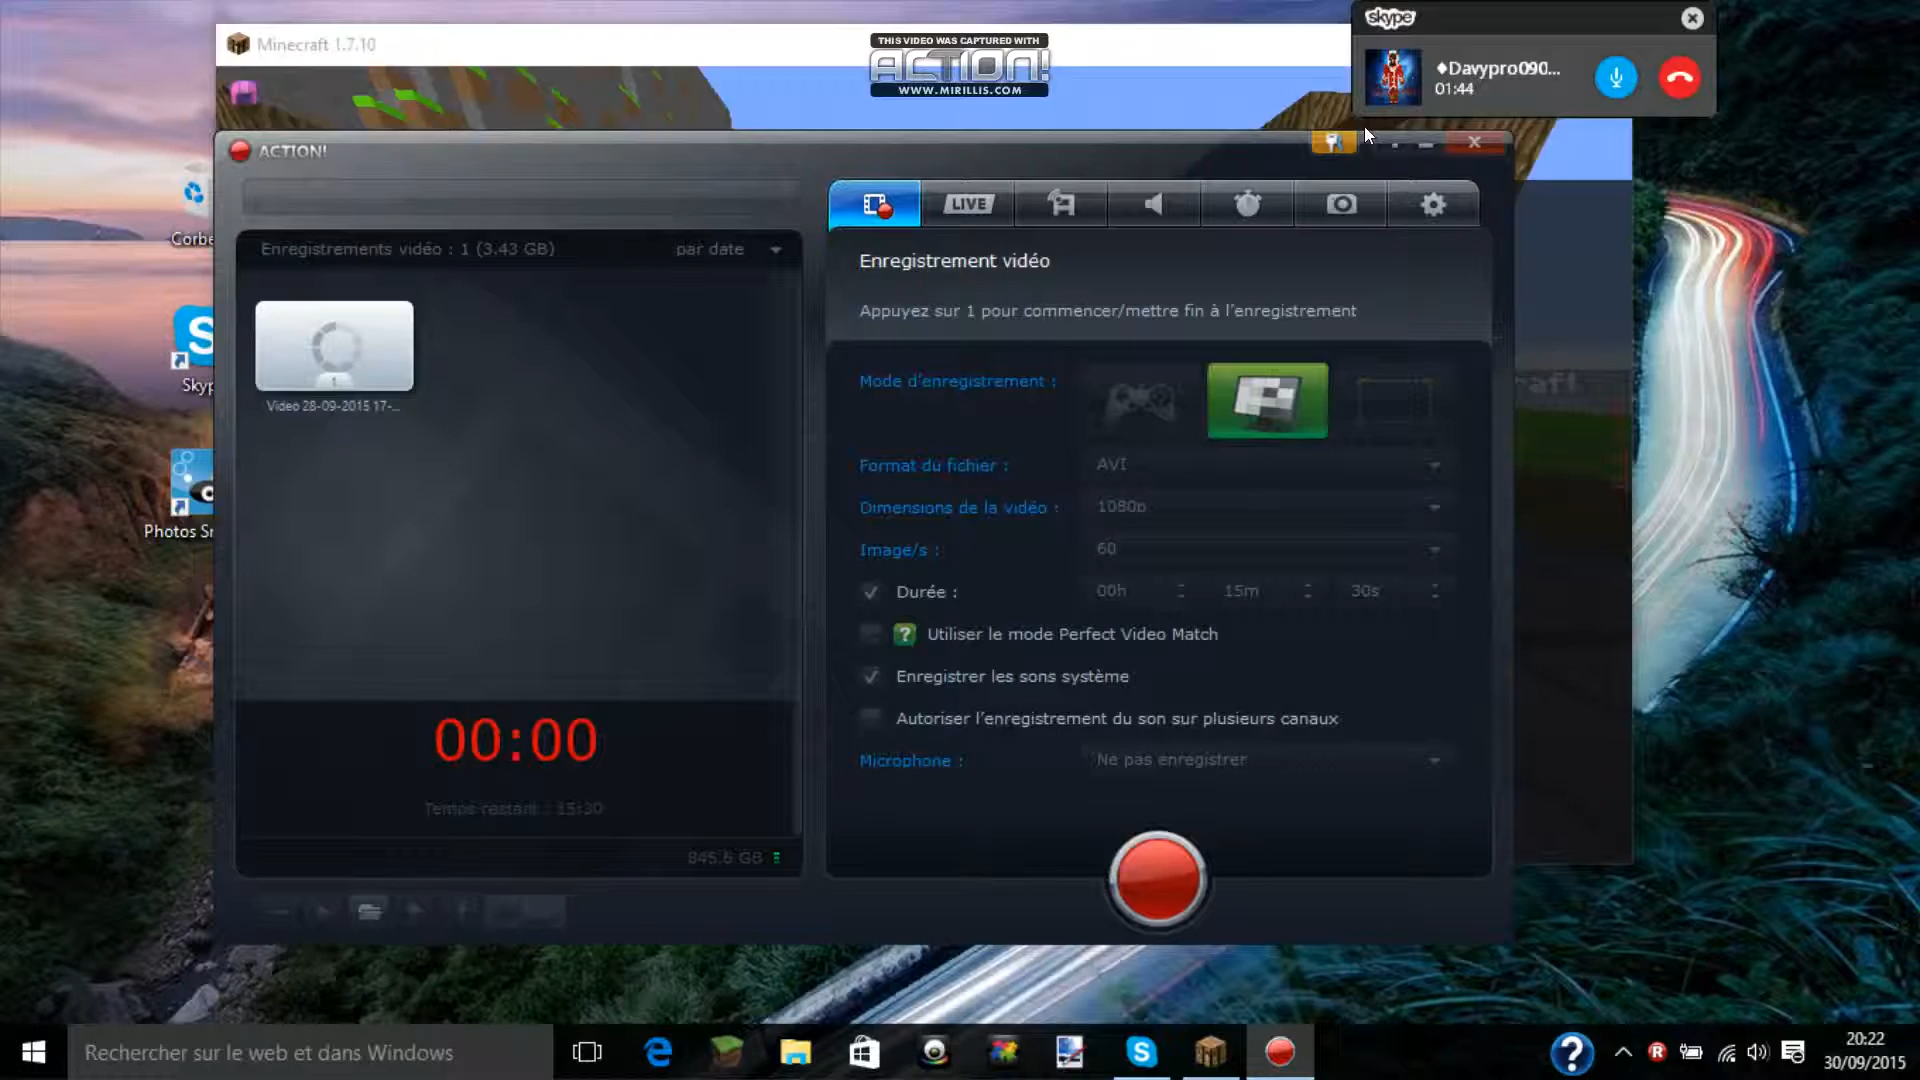 Minecraft 1.7.10
THIS VIDEO WAS CAPTURED WITH
ACTION!
WWW.MIRILLIS.COM
skype
♦Davypro090...
01:44
ACTION!
LIVE
Enregistrements vidéo : 1 (3.43 GB)
par date
Video 28-09-2015 17-...
00:00
Temps restant : 15:30
845.6 GB
Enregistrement vidéo
Appuyez sur 1 pour commencer/mettre fin à l'enregistrement
Mode d'enregistrement :
Format du fichier :
AVI
Dimensions de la vidéo :
1080p
Image/s :
60
Durée :
00h
15m
30s
? Utiliser le mode Perfect Video Match
Enregistrer les sons système
Autoriser l'enregistrement du son sur plusieurs canaux
Microphone :
Ne pas enregistrer
Corbe
Skyp
Photos Sn
Rechercher sur le web et dans Windows
20:22
30/09/2015